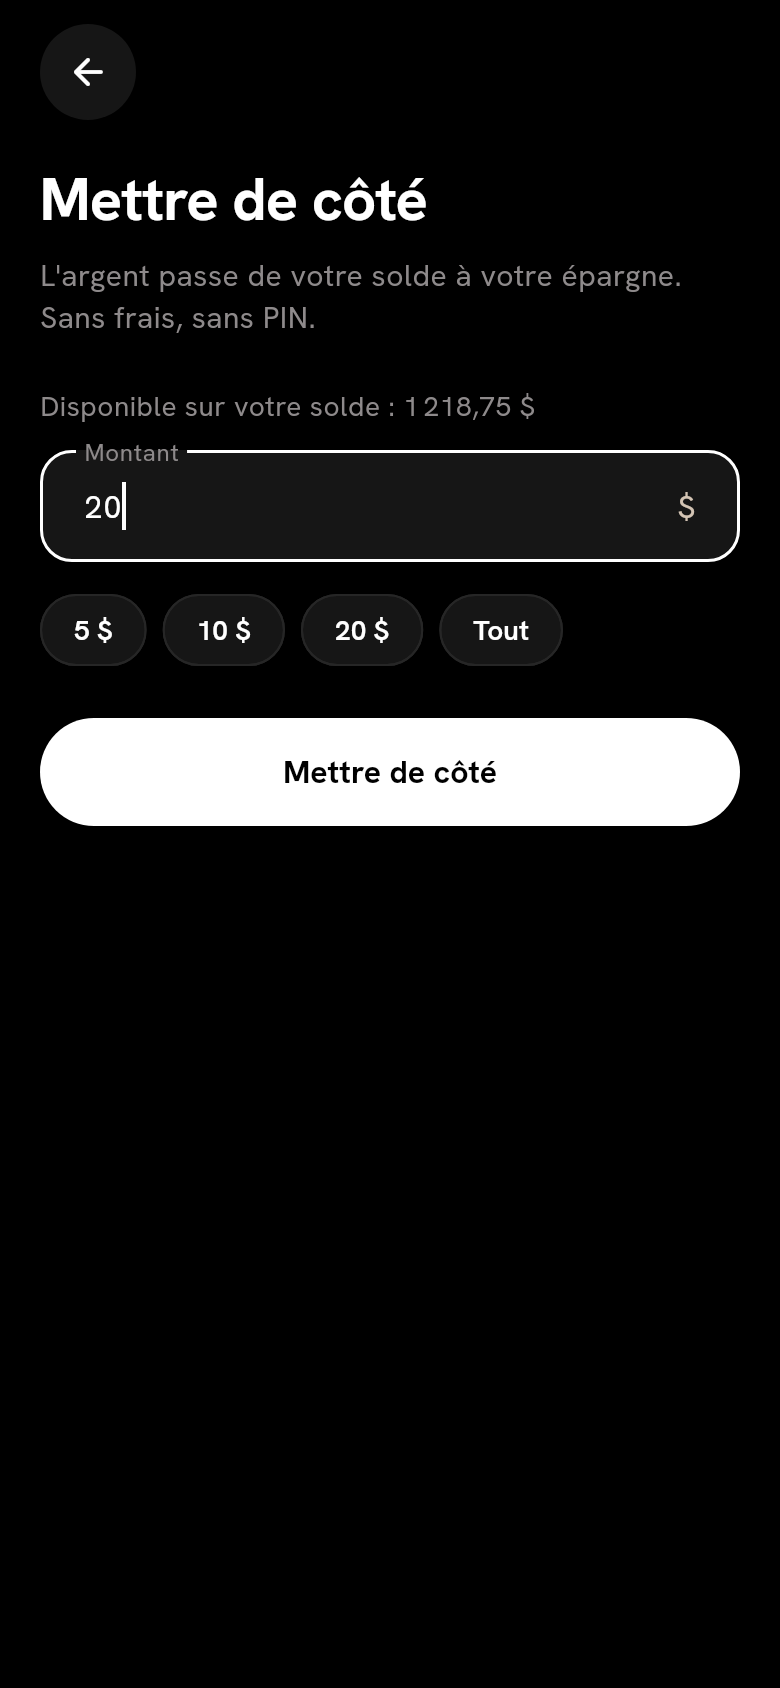 Mettre de côté
L'argent passe de votre solde à votre épargne.
Sans frais, sans PIN.
Disponible sur votre solde : 1 218,75 $
Montant
20 $
5 $ 10 $ 20 $ Tout
Mettre de côté